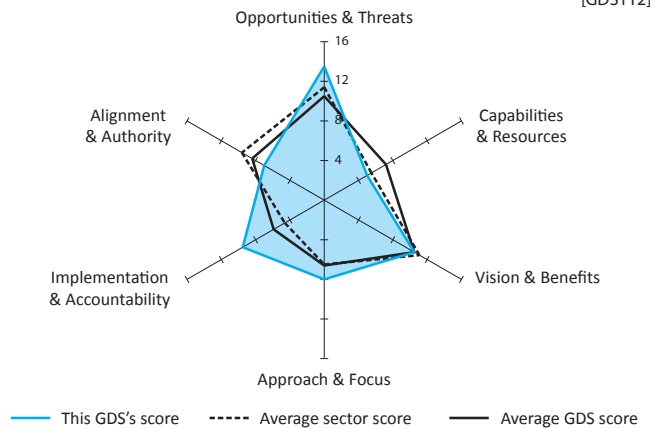 [GDS112]
Opportunities & Threats
16
12
8
4
Alignment
& Authority
Capabilities
& Resources
Implementation
& Accountability
Vision & Benefits
Approach & Focus
This GDS's score
Average sector score
Average GDS score